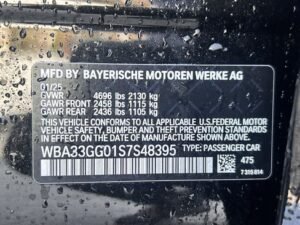 MFD BY BAYERISCHE MOTOREN WERKE AG
01/25
GVWR 4696 lbs 2130 kg
GAWR FRONT 2458 lbs 1115 kg
GAWR REAR 2436 lbs 1105 kg
THIS VEHICLE CONFORMS TO ALL APPLICABLE U.S. FEDERAL MOTOR VEHICLE
SAFETY, BUMPER, AND THEFT PREVENTION STANDARDS
IN EFFECT ON THE DATE OF MANUFACTURE SHOWN ABOVE.
WBA33GG01S7S48395 TYPE: PASSENGER CAR
475
7 315 814